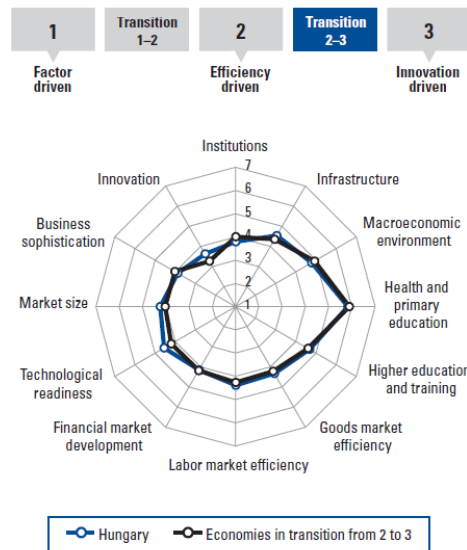 1
Transition
1–2
2
Transition
2–3
3
Factor
driven
Efficiency
driven
Innovation
driven
Institutions
7
Innovation
Infrastructure
6
5
Business
sophistication
Macroeconomic
environment
4
3
2
Market size
1
Health and
primary
education
Technological
readiness
Higher education
and training
Financial market
development
Goods market
efficiency
Labor market efficiency
Hungary
Economies in transition from 2 to 3